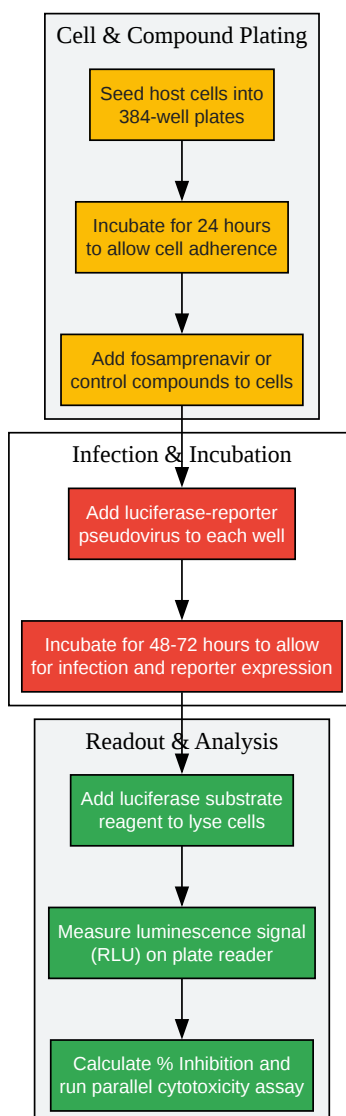 Cell & Compound Plating
Seed host cells into
384-well plates
Incubate for 24 hours
to allow cell adherence
Add fosamprenavir or
control compounds to cells
Infection & Incubation
Add luciferase-reporter
pseudovirus to each well
Incubate for 48-72 hours to allow
for infection and reporter expression
Readout & Analysis
Add luciferase substrate
reagent to lyse cells
Measure luminescence signal
(RLU) on plate reader
Calculate % Inhibition and
run parallel cytotoxicity assay